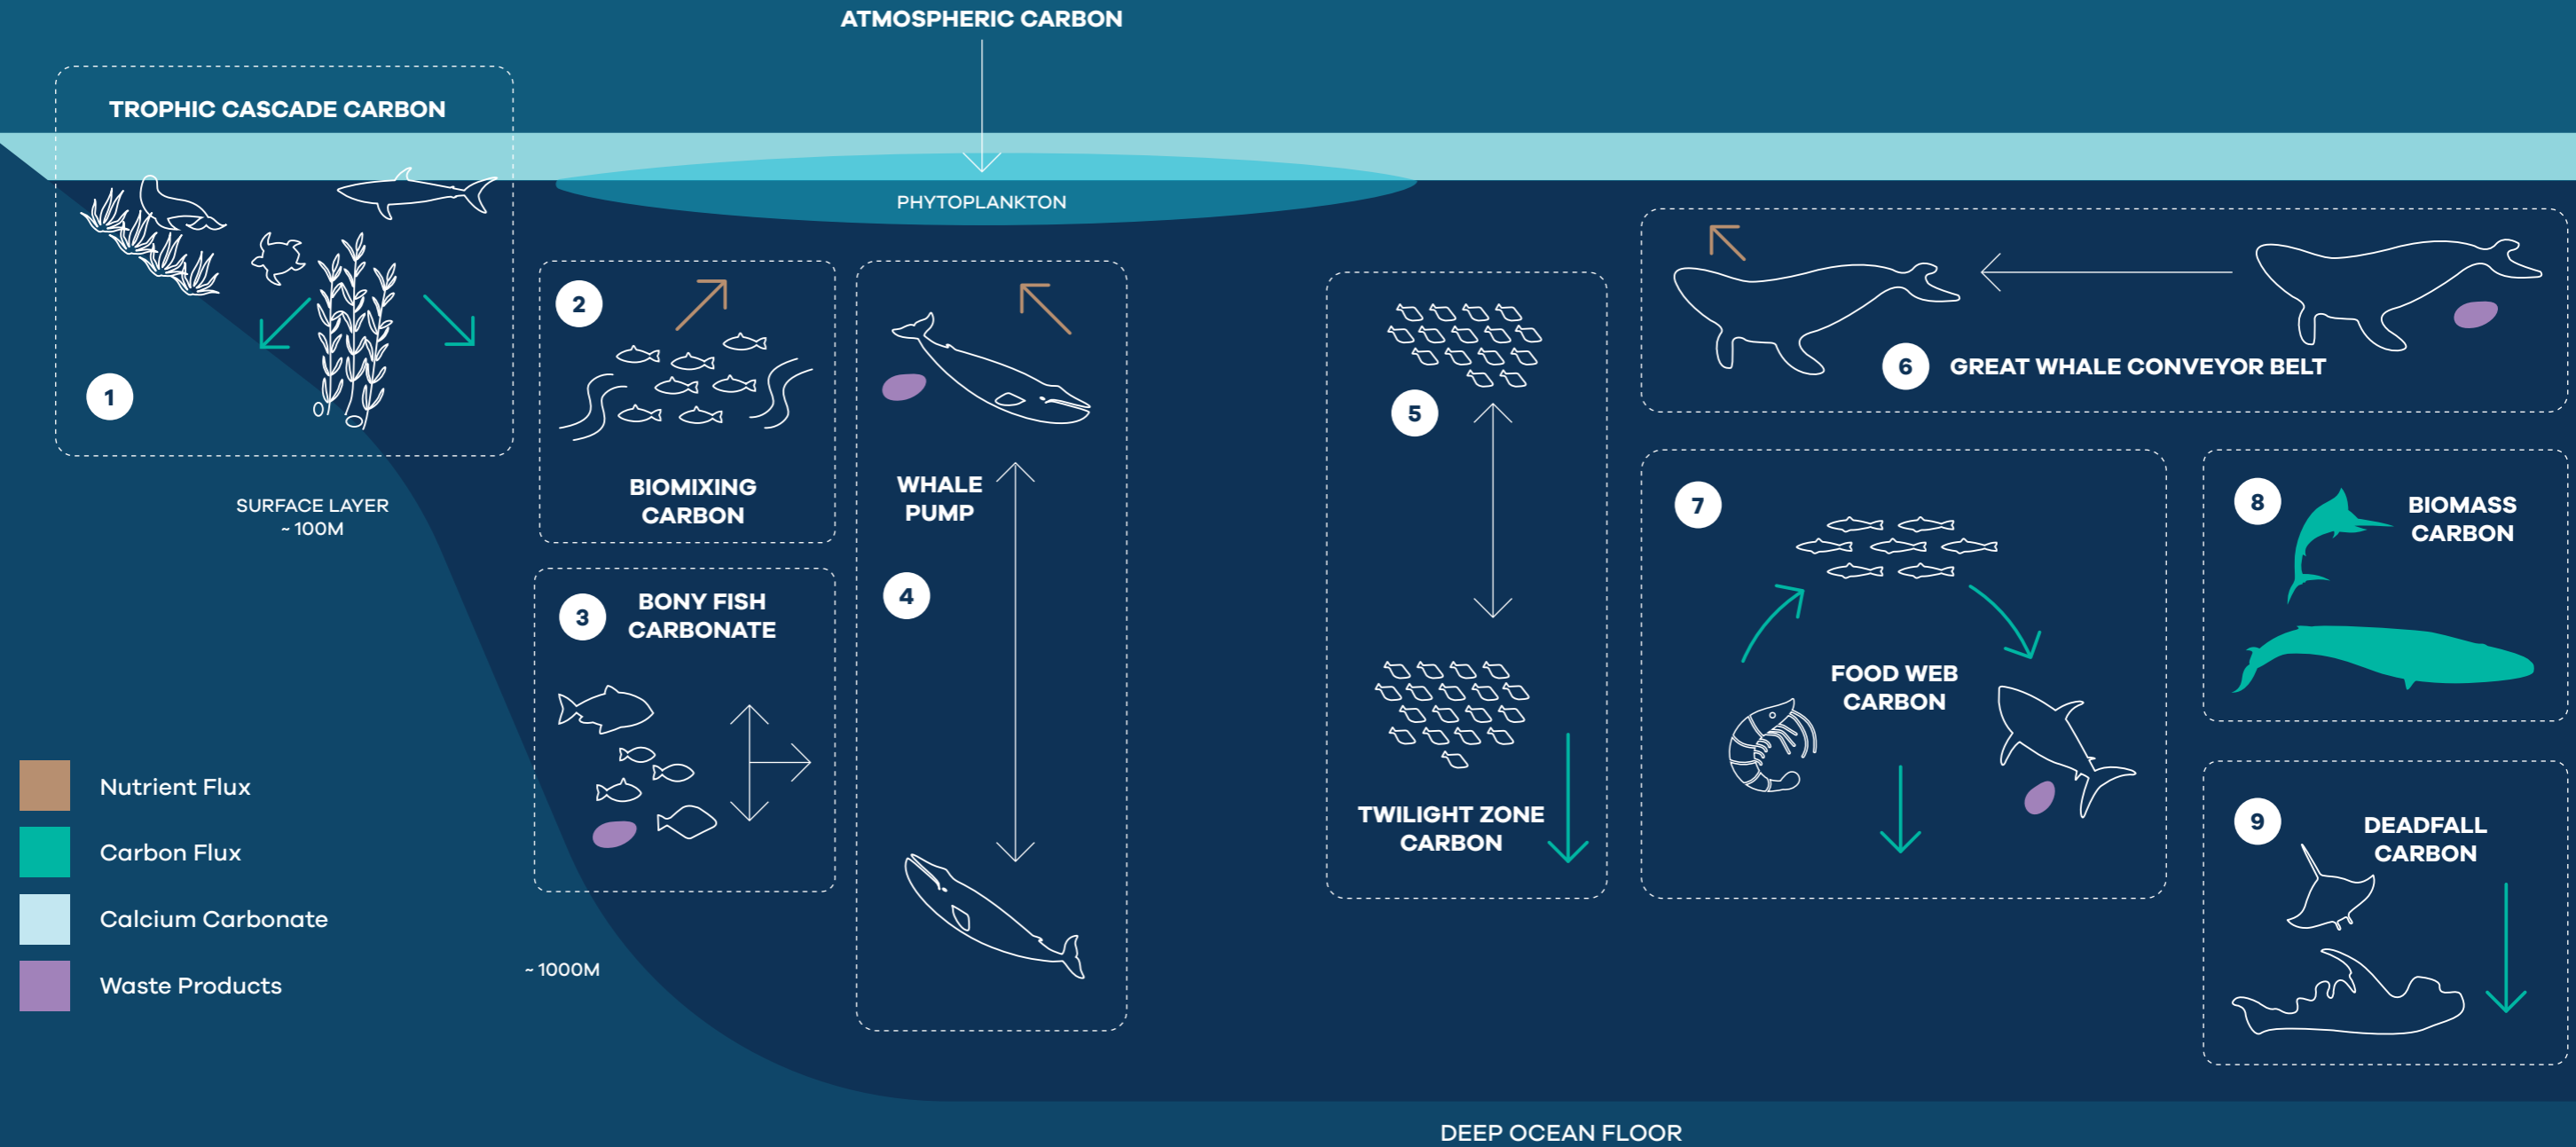 ATMOSPHERIC CARBON
TROPHIC CASCADE CARBON
PHYTOPLANKTON
1
SURFACE LAYER
~ 100M
2
BIOMIXING
CARBON
3
BONY FISH
CARBONATE
WHALE
PUMP
4
5
TWILIGHT ZONE
CARBON
6
GREAT WHALE CONVEYOR BELT
7
FOOD WEB
CARBON
8
BIOMASS
CARBON
9
DEADFALL
CARBON
Nutrient Flux
Carbon Flux
Calcium Carbonate
Waste Products
~ 1000M
DEEP OCEAN FLOOR